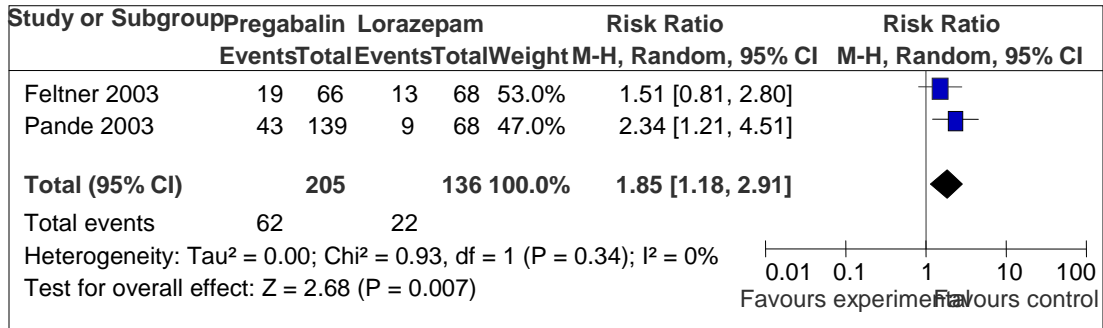 Study or Subgroup Pregabalin Lorazepam Risk Ratio Risk Ratio
Events Total Events Total Weight M-H, Random, 95% CI M-H, Random, 95% CI
Feltner 2003 19 66 13 68 53.0% 1.51 [0.81, 2.80]
Pande 2003 43 139 9 68 47.0% 2.34 [1.21, 4.51]
Total (95% CI) 205 136 100.0% 1.85 [1.18, 2.91]
Total events 62 22
Heterogeneity: Tau² = 0.00; Chi² = 0.93, df = 1 (P = 0.34); I² = 0%
Test for overall effect: Z = 2.68 (P = 0.007)
0.01 0.1 1 10 100
Favours experimental Favours control